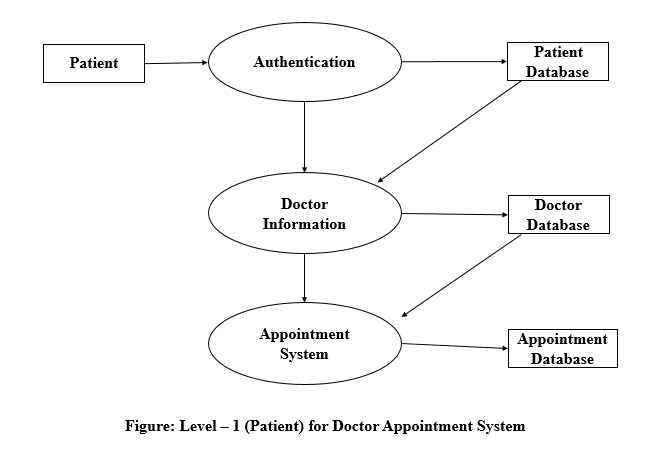 Patient
Authentication
Patient
Database
Doctor
Information
Doctor
Database
Appointment
System
Appointment
Database
Figure: Level – 1 (Patient) for Doctor Appointment System